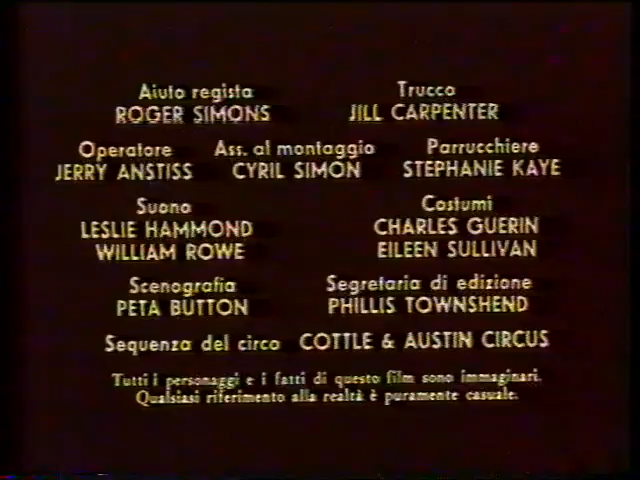 Aiuto regista Trucco
ROGER SIMONS JILL CARPENTER
Operatore Ass. al montaggio Parrucchiere
JERRY ANSTISS CYRIL SIMON STEPHANIE KAYE
Suono Costumi
LESLIE HAMMOND CHARLES GUERIN
WILLIAM ROWE EILEEN SULLIVAN
Scenografia Segretaria di edizione
PETA BUTTON PHILLIS TOWNSHEND
Sequenza del circo COTTLE & AUSTIN CIRCUS
Tutti i personaggi e i fatti di questo film sono immaginari.
Qualsiasi riferimento alla realtà è puramente casuale.